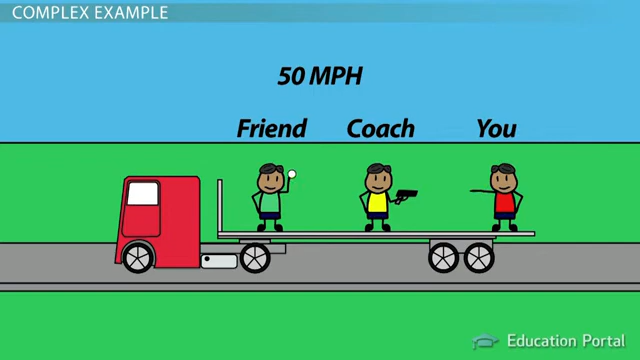 COMPLEX EXAMPLE
50 MPH
Friend Coach You
Education Portal